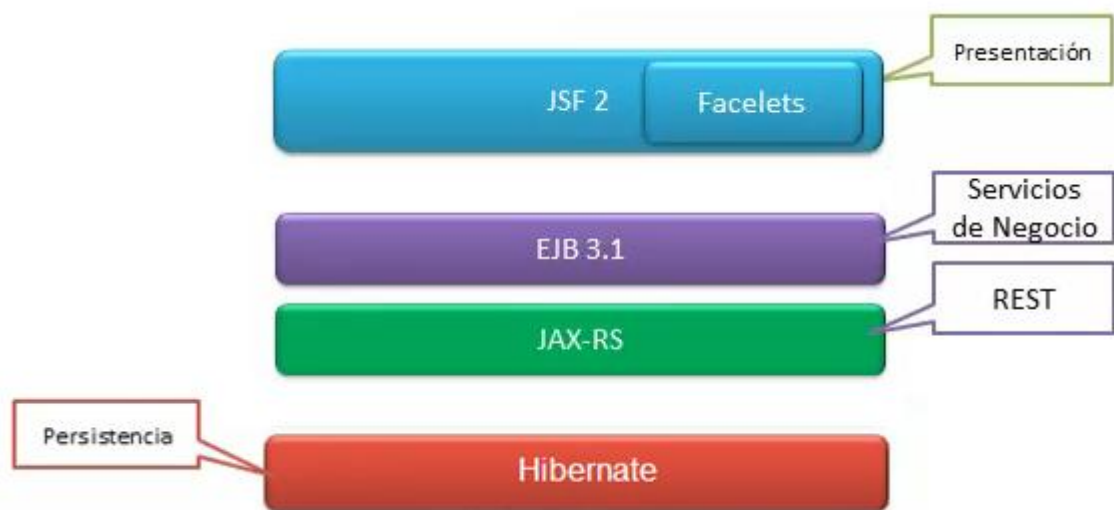 Presentación
JSF 2
Facelets
Servicios
de Negocio
EJB 3.1
REST
JAX-RS
Persistencia
Hibernate